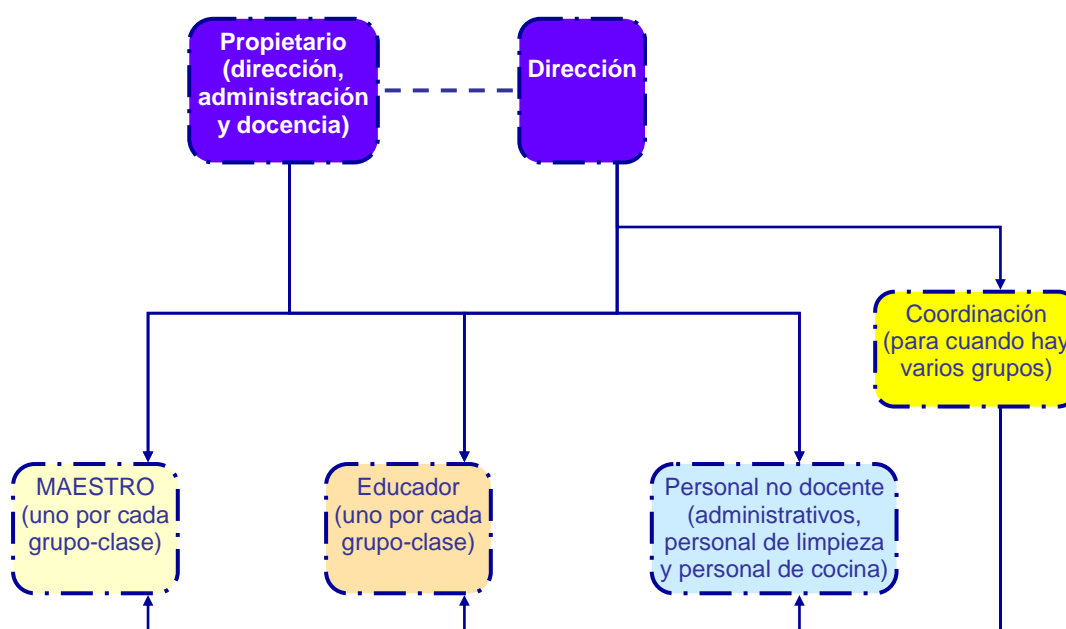 Propietario
(dirección,
administración
y docencia)
Dirección
Coordinación
(para cuando hay
varios grupos)
MAESTRO
(uno por cada
grupo-clase)
Educador
(uno por cada
grupo-clase)
Personal no docente
(administrativos,
personal de limpieza
y personal de cocina)